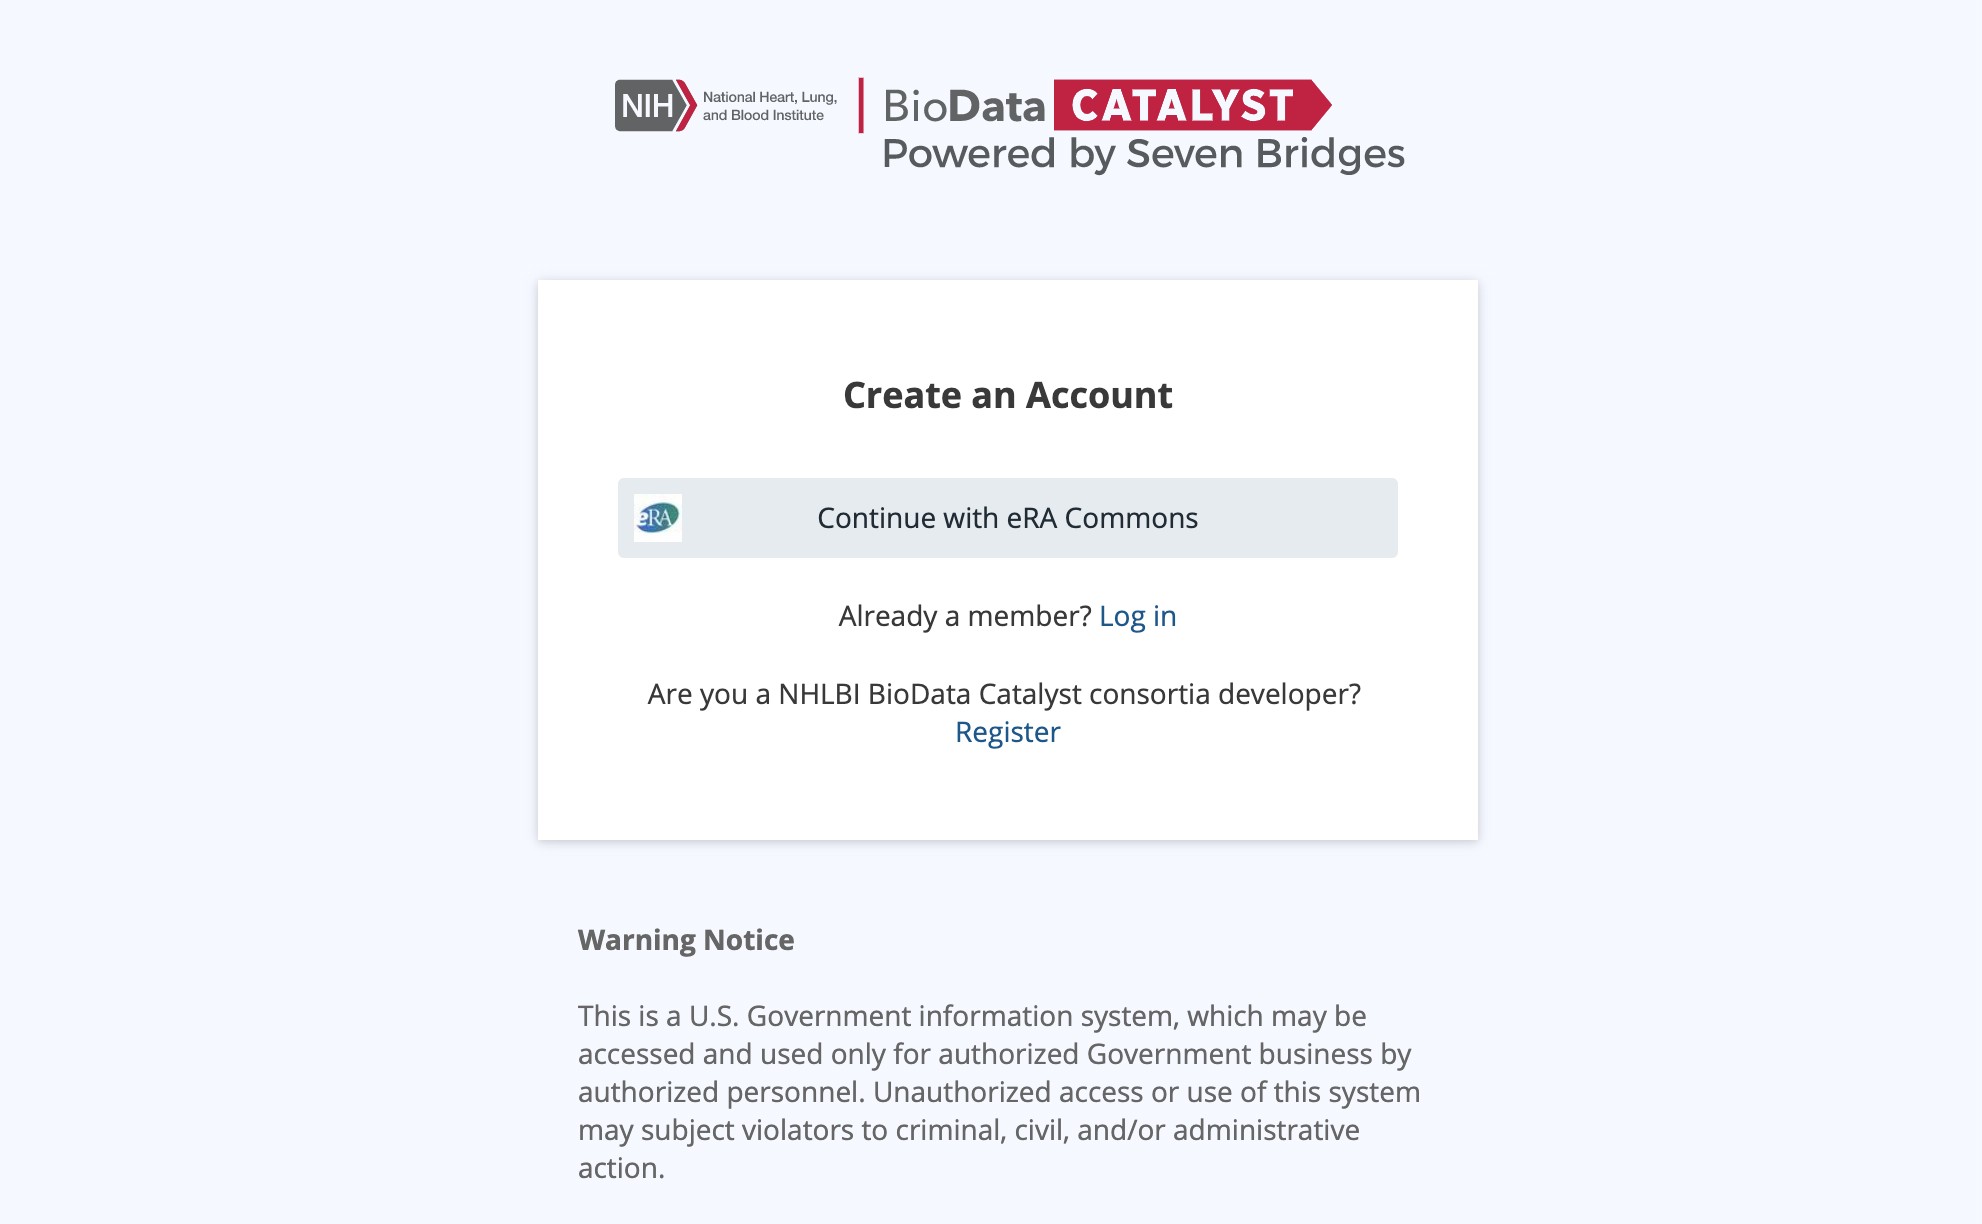 NIH National Heart, Lung,
and Blood Institute
BioData CATALYST
Powered by Seven Bridges
Create an Account
eRA Continue with eRA Commons
Already a member? Log in
Are you a NHLBI BioData Catalyst consortia developer?
Register
Warning Notice
This is a U.S. Government information system, which may be
accessed and used only for authorized Government business by
authorized personnel. Unauthorized access or use of this system
may subject violators to criminal, civil, and/or administrative
action.